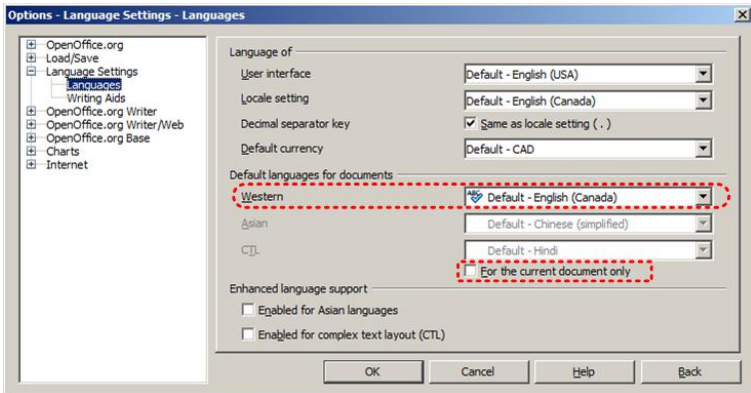 Options - Language Settings - Languages
OpenOffice.org
Load/Save
Language Settings
Languages
Writing Aids
OpenOffice.org Writer
OpenOffice.org Writer/Web
OpenOffice.org Base
Charts
Internet
Language of
User interface Default - English (USA)
Locale setting Default - English (Canada)
Decimal separator key Same as locale setting ( . )
Default currency Default - CAD
Default languages for documents
Western ABC Default - English (Canada)
Asian Default - Chinese (simplified)
CTL Default - Hindi
For the current document only
Enhanced language support
Enabled for Asian languages
Enabled for complex text layout (CTL)
OK Cancel Help Back